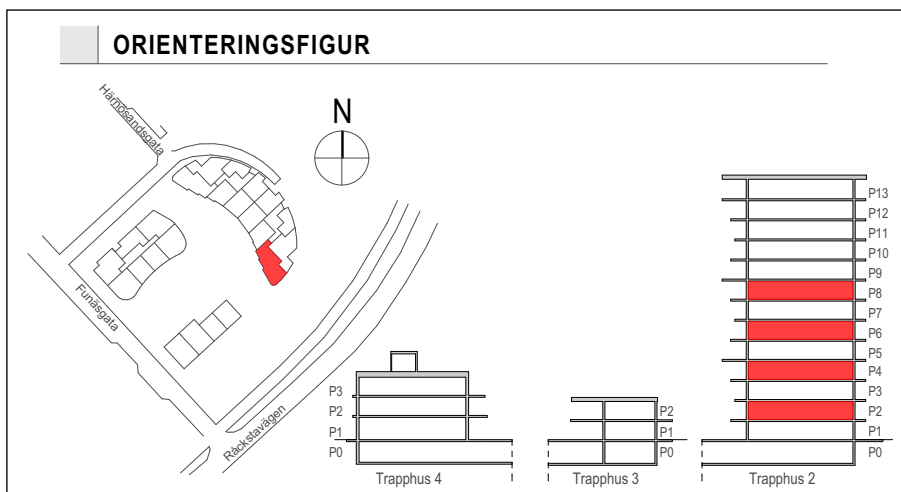 ORIENTERINGSFIGUR
Härnösandsgata
N
Funäsgata
Råckstavägen
P3
P2
P1
P0
Trapphus 4
P2
P1
P0
Trapphus 3
P13
P12
P11
P10
P9
P8
P7
P6
P5
P4
P3
P2
P1
P0
Trapphus 2